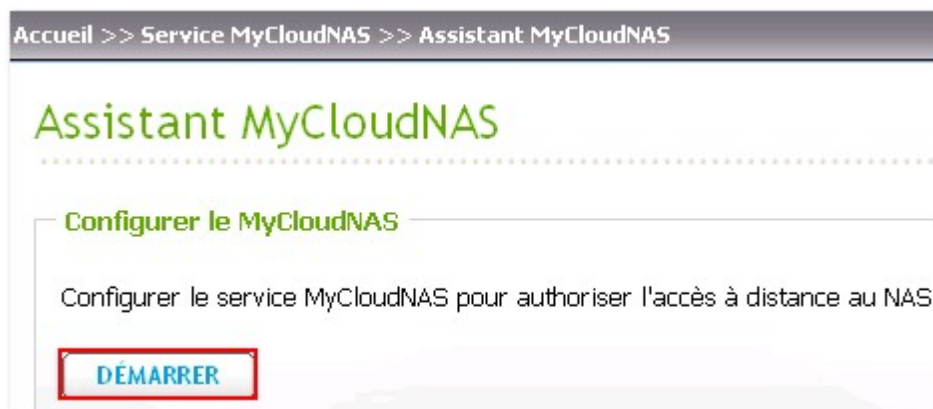 Accueil >> Service MyCloudNAS >> Assistant MyCloudNAS
Assistant MyCloudNAS
Configurer le MyCloudNAS
Configurer le service MyCloudNAS pour authoriser l'accès à distance au NAS
DÉMARRER